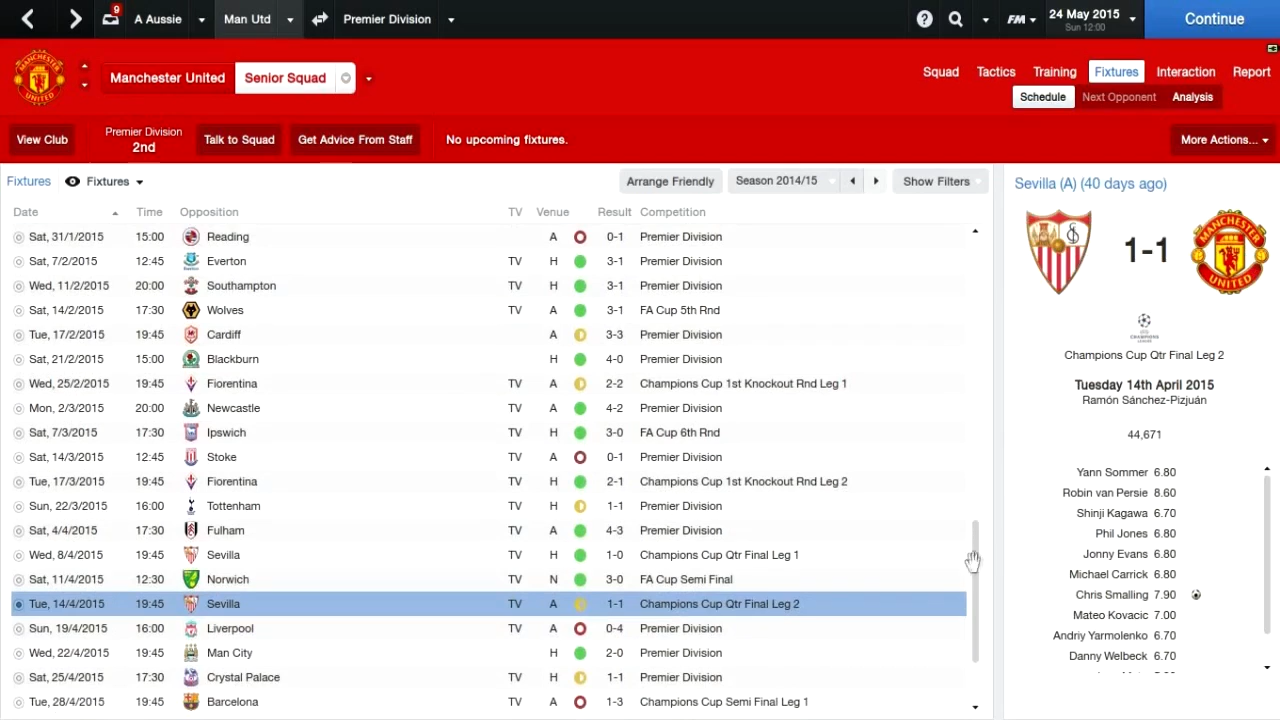 9
A Aussie
Man Utd
Premier Division
FM
24 May 2015
Sun 12:00
Continue
Manchester United
Senior Squad
Squad Tactics Training Fixtures Interaction Report
Schedule Next Opponent Analysis
View Club
Premier Division
2nd
Talk to Squad
Get Advice From Staff
No upcoming fixtures.
More Actions...
Fixtures
Fixtures
Arrange Friendly
Season 2014/15
Show Filters
Date Time Opposition TV Venue Result Competition
Sat, 31/1/2015 15:00 Reading A 0-1 Premier Division
Sat, 7/2/2015 12:45 Everton TV H 3-1 Premier Division
Wed, 11/2/2015 20:00 Southampton TV H 3-1 Premier Division
Sat, 14/2/2015 17:30 Wolves TV A 3-1 FA Cup 5th Rnd
Tue, 17/2/2015 19:45 Cardiff A 3-3 Premier Division
Sat, 21/2/2015 15:00 Blackburn H 4-0 Premier Division
Wed, 25/2/2015 19:45 Fiorentina TV A 2-2 Champions Cup 1st Knockout Rnd Leg 1
Mon, 2/3/2015 20:00 Newcastle TV A 4-2 Premier Division
Sat, 7/3/2015 17:30 Ipswich TV H 3-0 FA Cup 6th Rnd
Sat, 14/3/2015 12:45 Stoke TV A 0-1 Premier Division
Tue, 17/3/2015 19:45 Fiorentina TV H 2-1 Champions Cup 1st Knockout Rnd Leg 2
Sun, 22/3/2015 16:00 Tottenham TV H 1-1 Premier Division
Sat, 4/4/2015 17:30 Fulham TV A 4-3 Premier Division
Wed, 8/4/2015 19:45 Sevilla TV H 1-0 Champions Cup Qtr Final Leg 1
Sat, 11/4/2015 12:30 Norwich TV N 3-0 FA Cup Semi Final
Tue, 14/4/2015 19:45 Sevilla TV A 1-1 Champions Cup Qtr Final Leg 2
Sun, 19/4/2015 16:00 Liverpool TV A 0-4 Premier Division
Wed, 22/4/2015 19:45 Man City H 2-0 Premier Division
Sat, 25/4/2015 17:30 Crystal Palace TV H 1-1 Premier Division
Tue, 28/4/2015 19:45 Barcelona TV A 1-3 Champions Cup Semi Final Leg 1
Sevilla (A) (40 days ago)
1-1
Champions Cup Qtr Final Leg 2
Tuesday 14th April 2015
Ramón Sánchez-Pizjuán
44,671
Yann Sommer 6.80
Robin van Persie 8.60
Shinji Kagawa 6.70
Phil Jones 6.80
Jonny Evans 6.80
Michael Carrick 6.80
Chris Smalling 7.90
Mateo Kovacic 7.00
Andriy Yarmolenko 6.70
Danny Welbeck 6.70